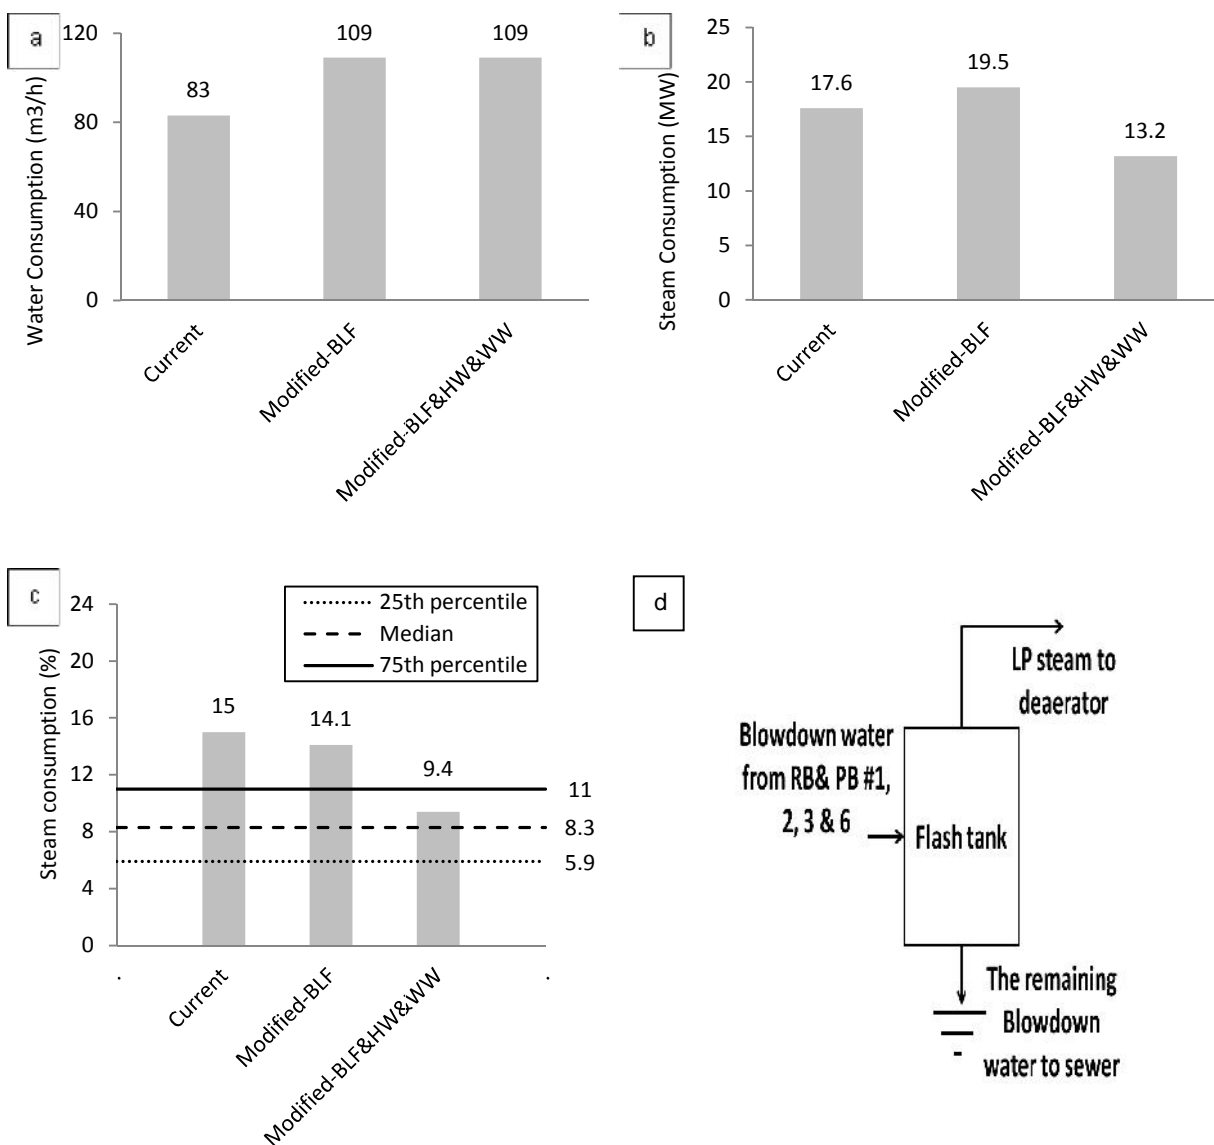 a
Water Consumption (m3/h)
120
80
40
0
83
109
109
Current
Modified-BLF
Modified-BLF&HW&WW
b
Steam Consumption (MW)
25
20
15
10
5
0
17.6
19.5
13.2
Current
Modified-BLF
Modified-BLF&HW&WW
c
Steam consumption (%)
24
20
16
12
8
4
0
25th percentile
Median
75th percentile
15
14.1
9.4
11
8.3
5.9
Current
Modified-BLF
Modified-BLF&HW&WW
d
LP steam to
deaerator
Blowdown water
from RB& PB #1,
2, 3 & 6
Flash tank
The remaining
Blowdown
water to sewer